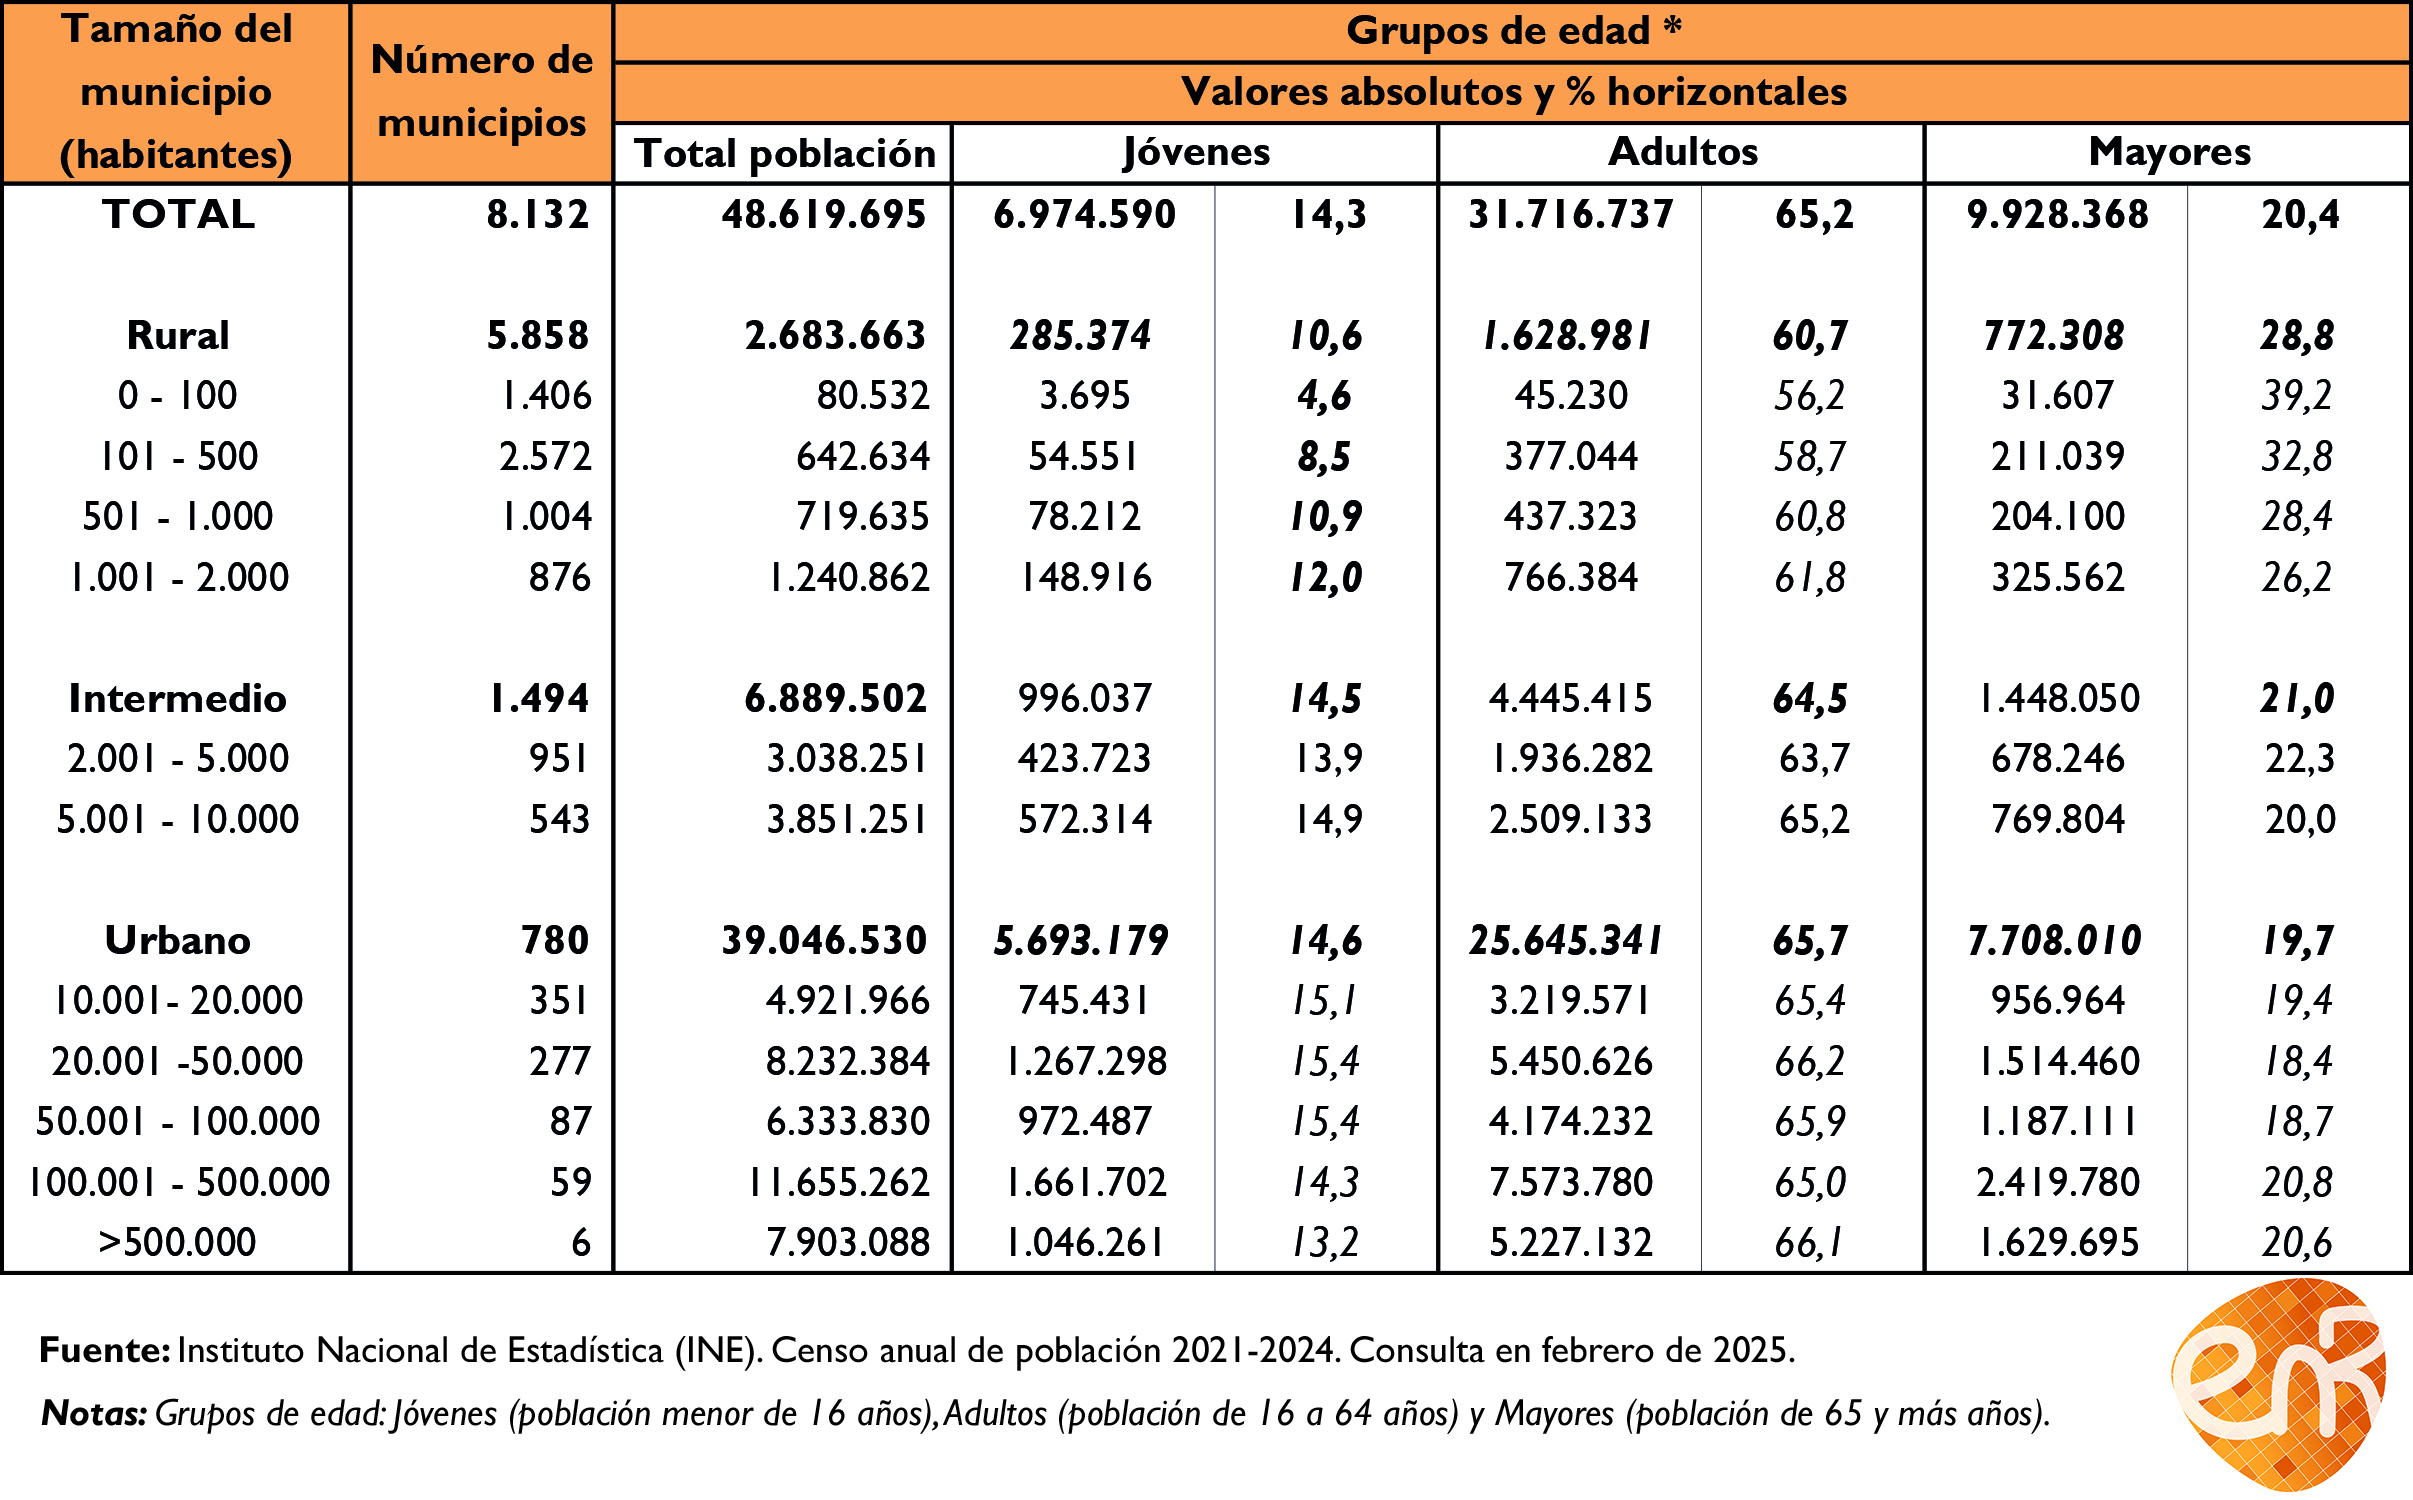 Tamaño del municipio (habitantes) Número de municipios Grupos de edad *
Valores absolutos y % horizontales
Total población Jóvenes Adultos Mayores
TOTAL 8.132 48.619.695 6.974.590 14,3 31.716.737 65,2 9.928.368 20,4
Rural 5.858 2.683.663 285.374 10,6 1.628.981 60,7 772.308 28,8
0 - 100 1.406 80.532 3.695 4,6 45.230 56,2 31.607 39,2
101 - 500 2.572 642.634 54.551 8,5 377.044 58,7 211.039 32,8
501 - 1.000 1.004 719.635 78.212 10,9 437.323 60,8 204.100 28,4
1.001 - 2.000 876 1.240.862 148.916 12,0 766.384 61,8 325.562 26,2
Intermedio 1.494 6.889.502 996.037 14,5 4.445.415 64,5 1.448.050 21,0
2.001 - 5.000 951 3.038.251 423.723 13,9 1.936.282 63,7 678.246 22,3
5.001 - 10.000 543 3.851.251 572.314 14,9 2.509.133 65,2 769.804 20,0
Urbano 780 39.046.530 5.693.179 14,6 25.645.341 65,7 7.708.010 19,7
10.001- 20.000 351 4.921.966 745.431 15,1 3.219.571 65,4 956.964 19,4
20.001 -50.000 277 8.232.384 1.267.298 15,4 5.450.626 66,2 1.514.460 18,4
50.001 - 100.000 87 6.333.830 972.487 15,4 4.174.232 65,9 1.187.111 18,7
100.001 - 500.000 59 11.655.262 1.661.702 14,3 7.573.780 65,0 2.419.780 20,8
>500.000 6 7.903.088 1.046.261 13,2 5.227.132 66,1 1.629.695 20,6
Fuente: Instituto Nacional de Estadística (INE). Censo anual de población 2021-2024. Consulta en febrero de 2025.
Notas: Grupos de edad: Jóvenes (población menor de 16 años), Adultos (población de 16 a 64 años) y Mayores (población de 65 y más años).
emr